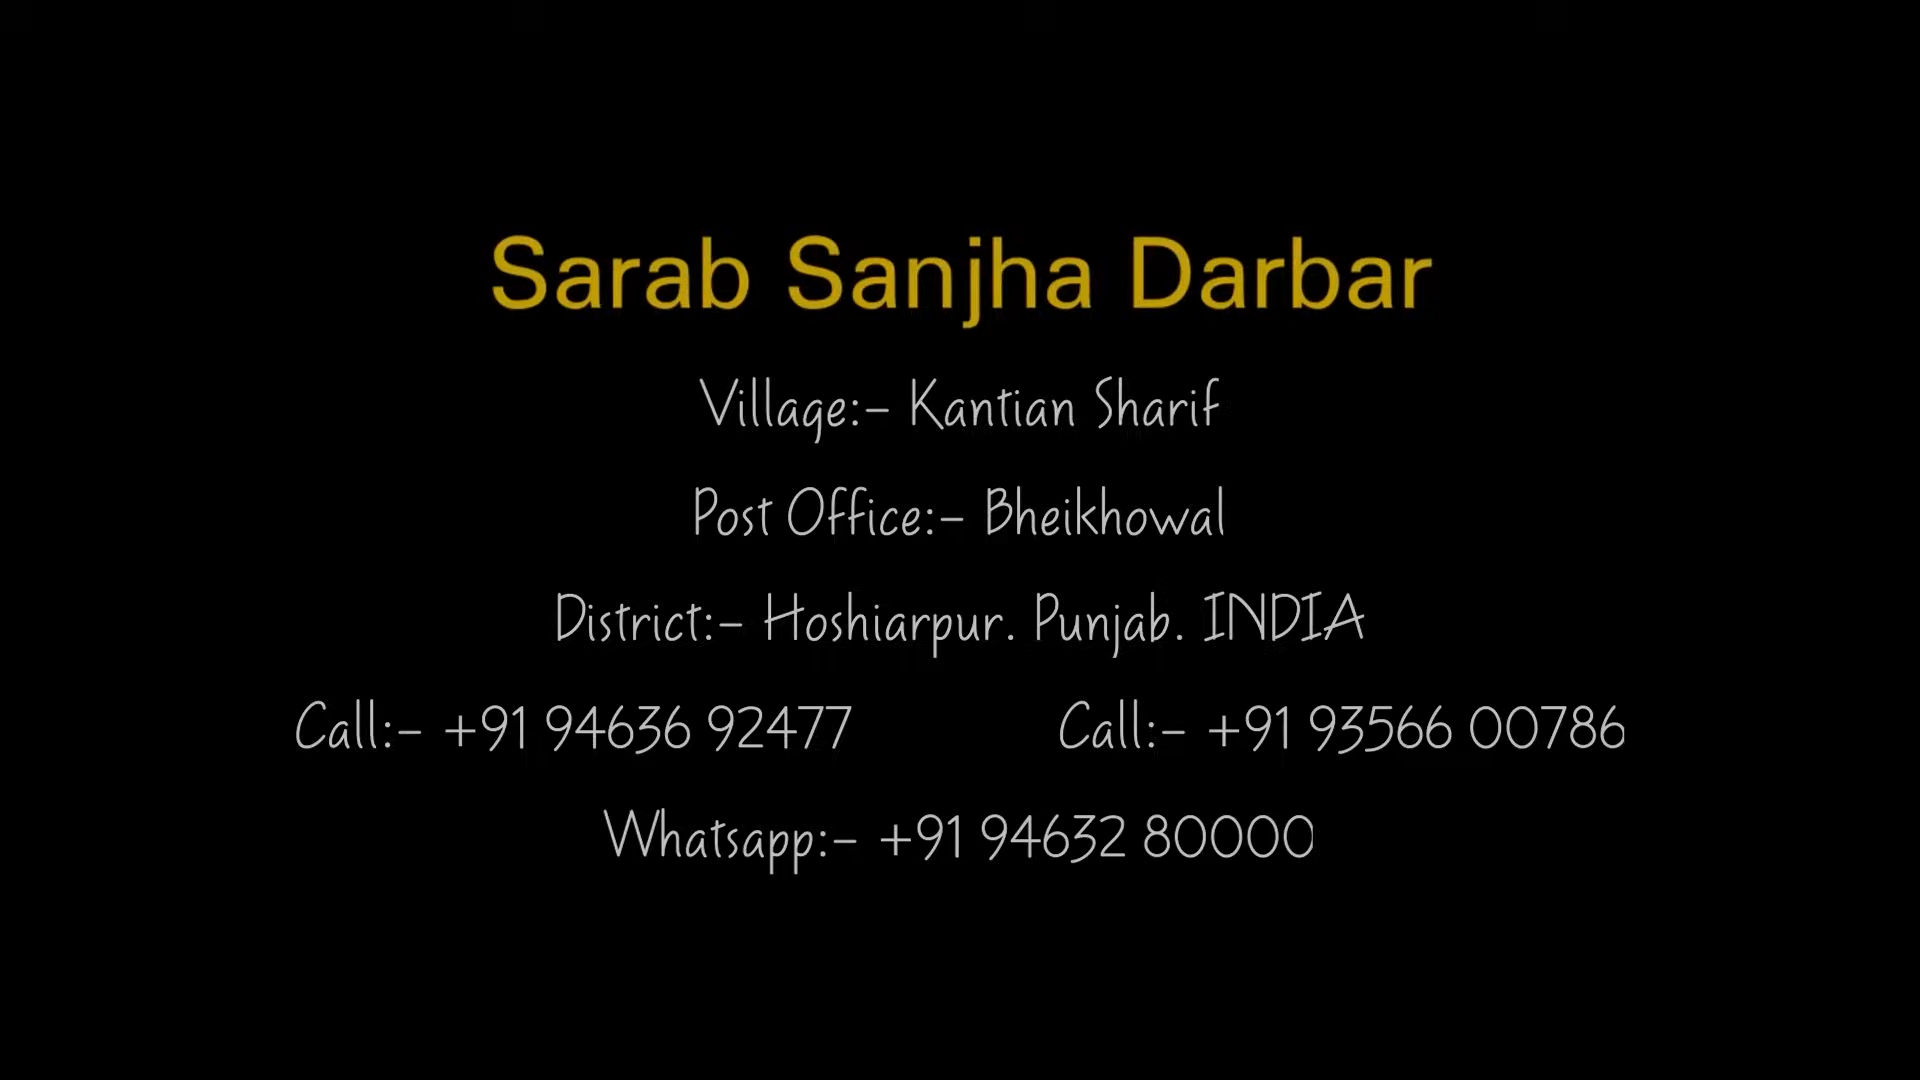 Sarab Sanjha Darbar
Village:- Kantian Sharif
Post Office:- Bheikhowal
District:- Hoshiarpur. Punjab. INDIA
Call:- +91 94636 92477 Call:- +91 93566 00786
Whatsapp:- +91 94632 80000